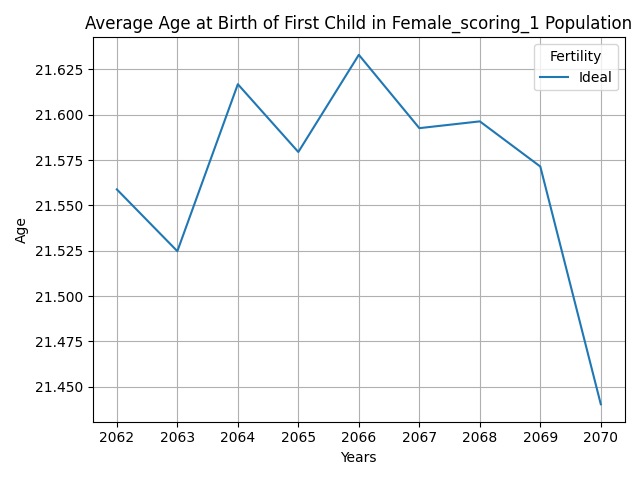 Average Age at Birth of First Child in Female_scoring_1 Population
Fertility
Ideal
21.625
21.600
21.575
21.550
21.525
21.500
21.475
21.450
Age
2062 2063 2064 2065 2066 2067 2068 2069 2070
Years